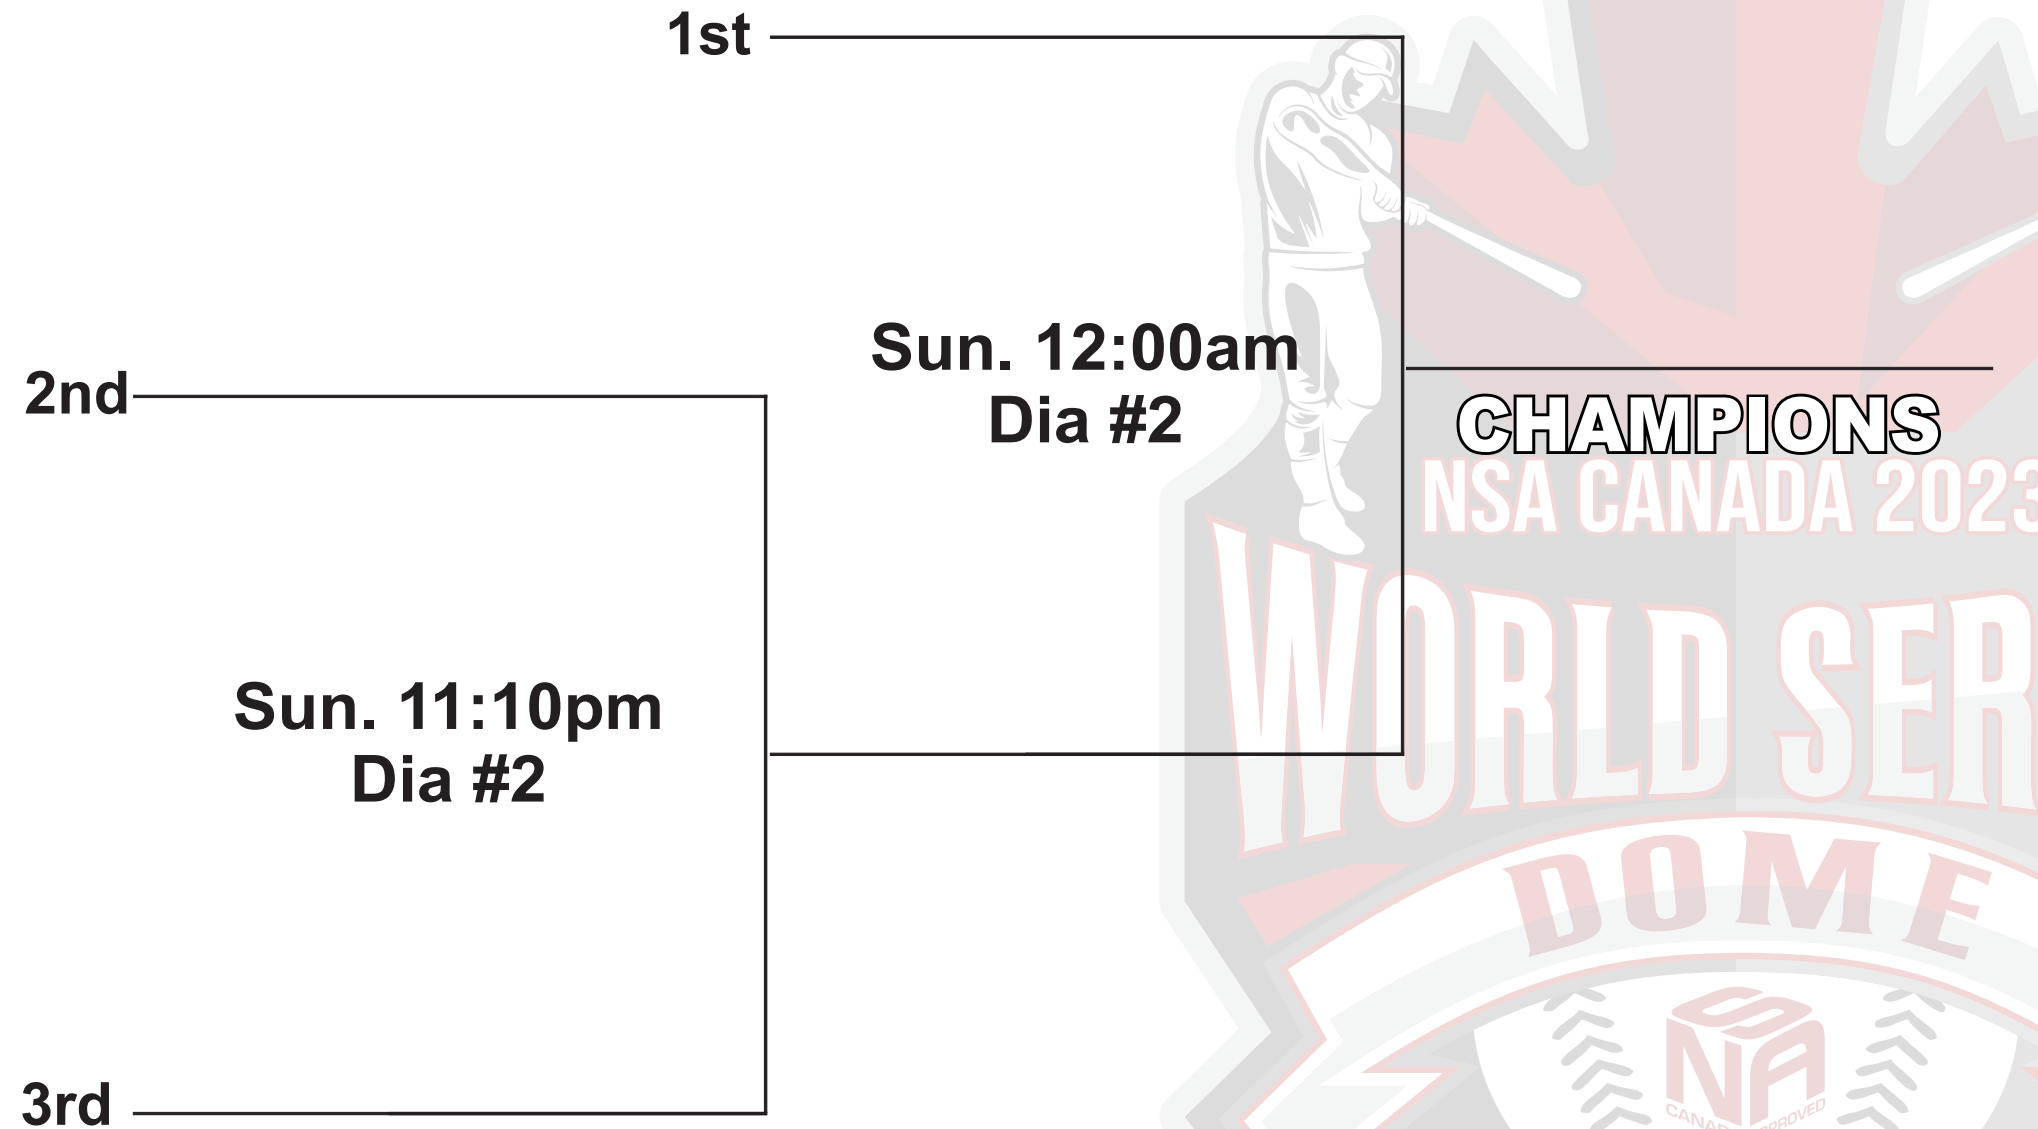 1st
Sun. 12:00am
Dia #2
2nd
CHAMPIONS
NSA CANADA 2023
WORLD SER
Sun. 11:10pm
Dia #2
DOME
NSA
3rd